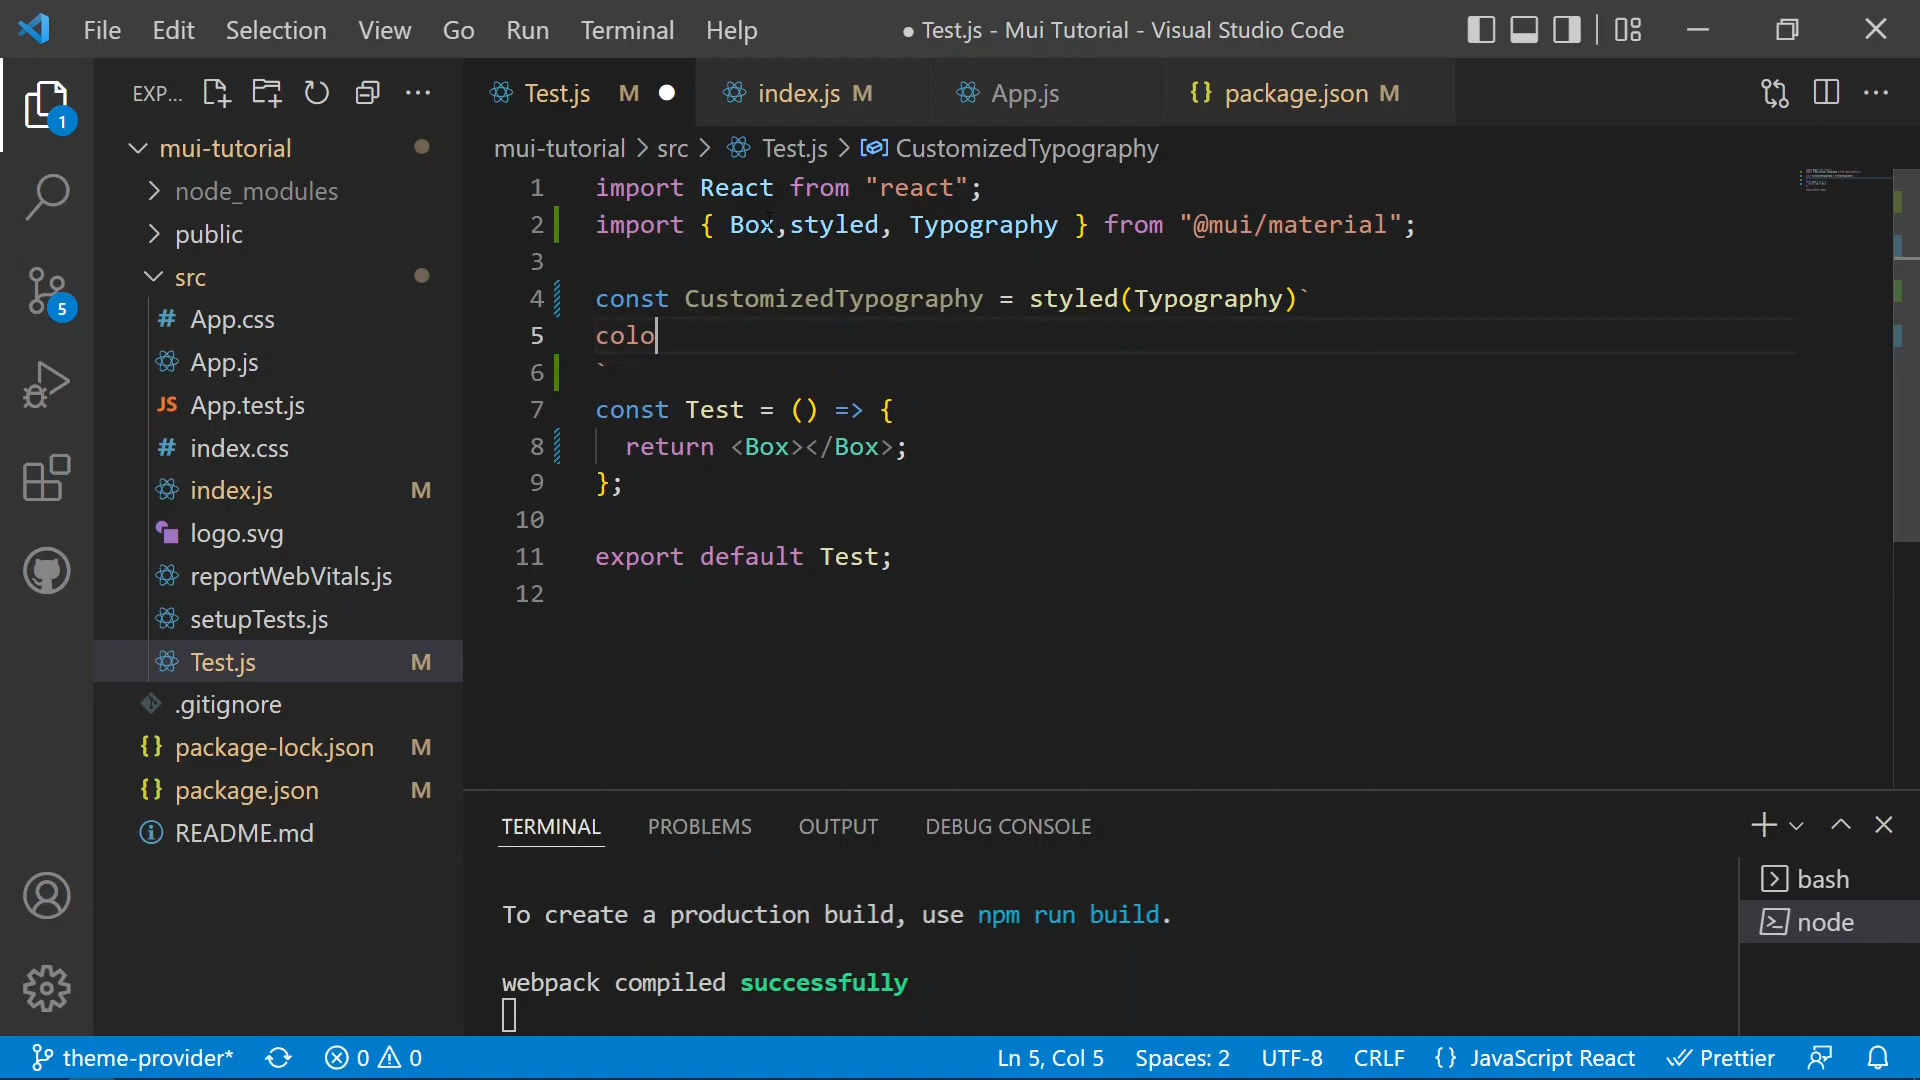 File Edit Selection View Go Run Terminal Help
● Test.js - Mui Tutorial - Visual Studio Code
EXP...
Test.js M
index.js M
App.js
{} package.json M
mui-tutorial > src > Test.js > CustomizedTypography
1
5
mui-tutorial
node_modules
public
src
# App.css
App.js
JS App.test.js
# index.css
index.js M
logo.svg
reportWebVitals.js
setupTests.js
Test.js M
.gitignore
{} package-lock.json M
{} package.json M
README.md
1 import React from "react";
2 import { Box,styled, Typography } from "@mui/material";
3
4 const CustomizedTypography = styled(Typography)`
5 colo
6 `
7 const Test = () => {
8 return <Box></Box>;
9 };
10
11 export default Test;
12
TERMINAL PROBLEMS OUTPUT DEBUG CONSOLE
To create a production build, use npm run build.
webpack compiled successfully
bash
node
theme-provider* 0 0
Ln 5, Col 5 Spaces: 2 UTF-8 CRLF {} JavaScript React Prettier